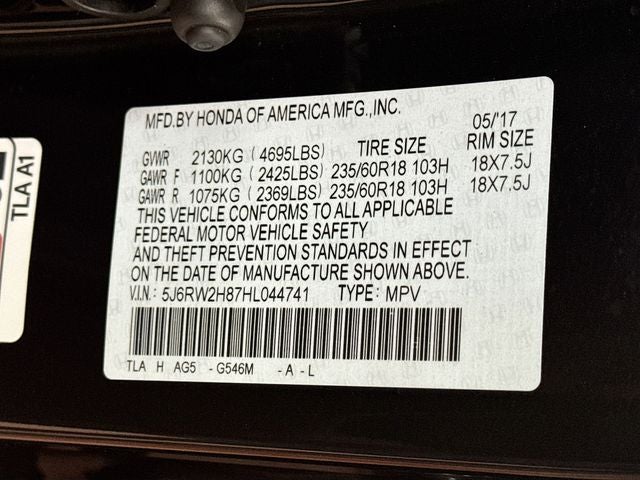 MFD.BY HONDA OF AMERICA MFG.,INC. 05/'17
TIRE SIZE RIM SIZE
GVWR 2130KG (4695LBS)
GAWR F 1100KG (2425LBS) 235/60R18 103H 18X7.5J
GAWR R 1075KG (2369LBS) 235/60R18 103H 18X7.5J
THIS VEHICLE CONFORMS TO ALL APPLICABLE
FEDERAL MOTOR VEHICLE SAFETY
AND THEFT PREVENTION STANDARDS IN EFFECT
ON THE DATE OF MANUFACTURE SHOWN ABOVE.
V.I.N.: 5J6RW2H87HL044741 TYPE: MPV
TLA H AG5 - G546M - A - L
TLA A1